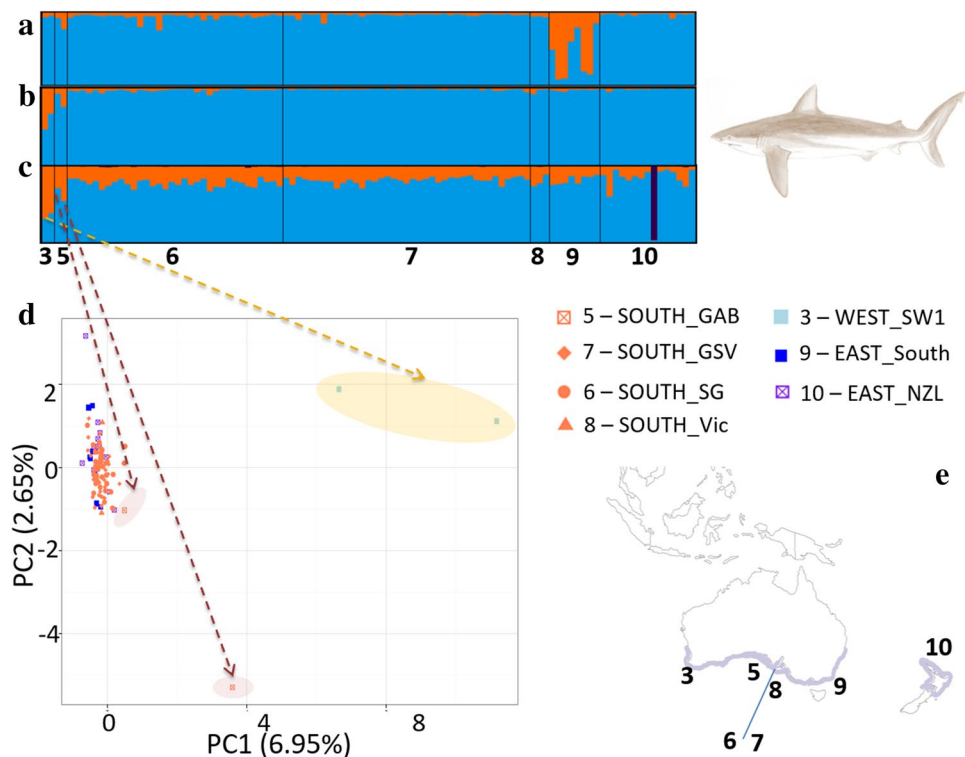 a
b
c
3 5 6 7 8 9 10
d
2
0
-2
-4
PC2 (2.65%)
0 4 8
PC1 (6.95%)
5 – SOUTH_GAB
7 – SOUTH_GSV
6 – SOUTH_SG
8 – SOUTH_Vic
3 – WEST_SW1
9 – EAST_South
10 – EAST_NZL
e
10
3 5 8 9
6 7